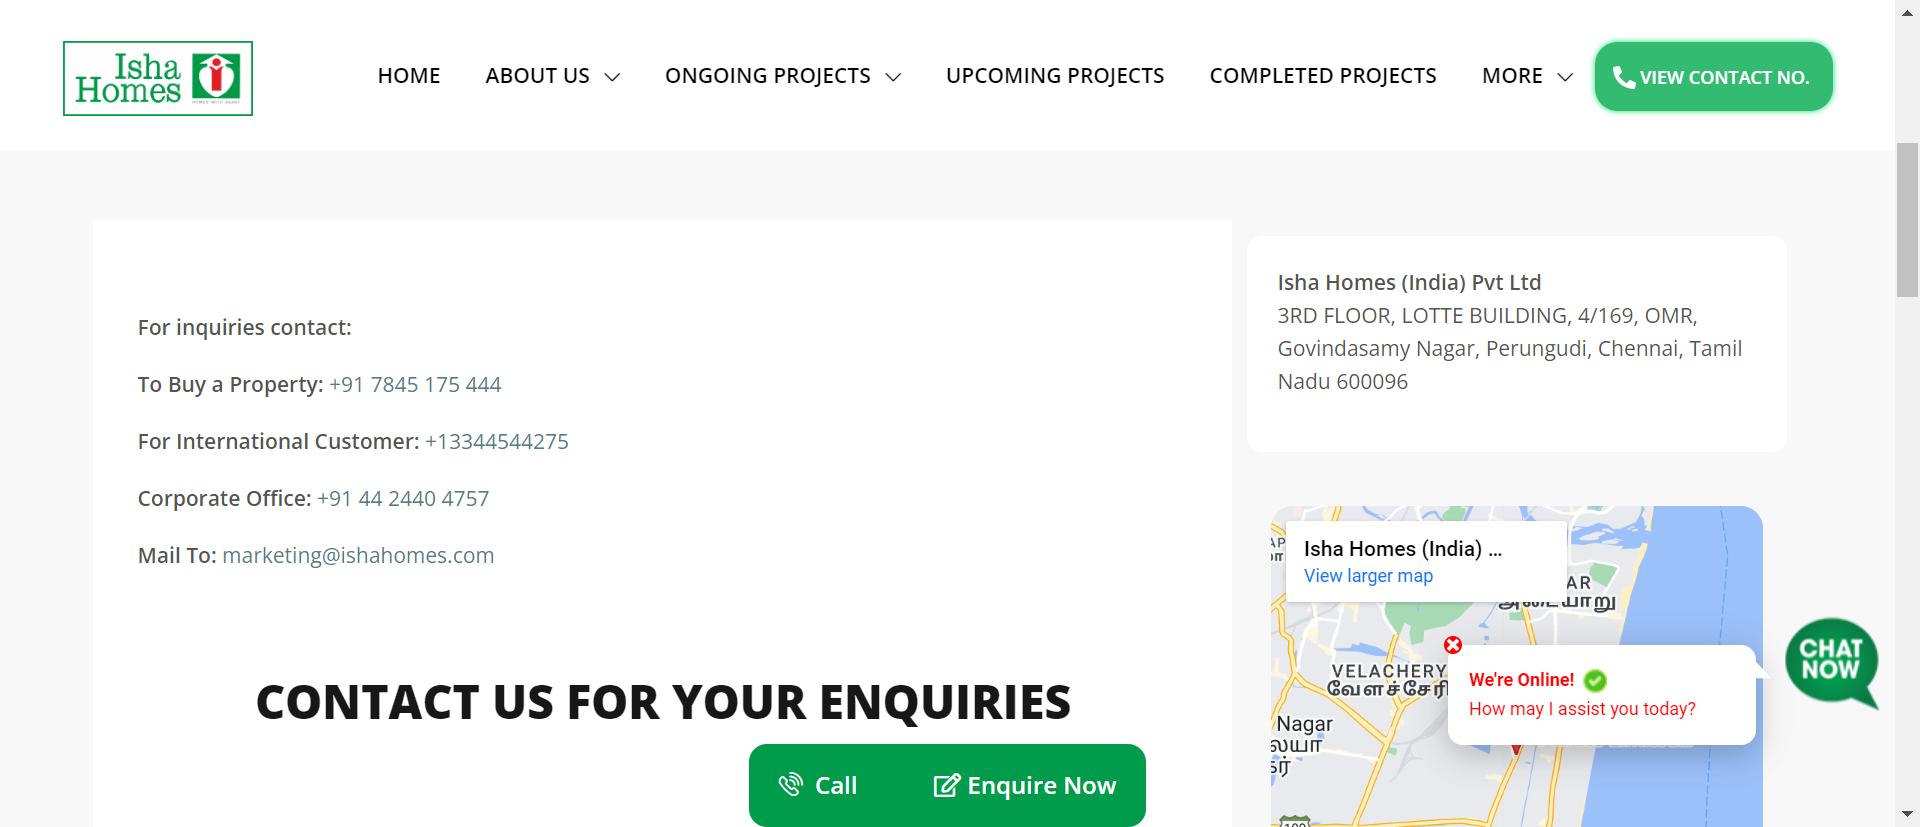 Isha
Homes
HOMES WITH HEART
HOME
ABOUT US
ONGOING PROJECTS
UPCOMING PROJECTS
COMPLETED PROJECTS
MORE
VIEW CONTACT NO.
For inquiries contact:
To Buy a Property: +91 7845 175 444
For International Customer: +13344544275
Corporate Office: +91 44 2440 4757
Mail To: marketing@ishahomes.com
CONTACT US FOR YOUR ENQUIRIES
Call
Enquire Now
Isha Homes (India) Pvt Ltd
3RD FLOOR, LOTTE BUILDING, 4/169, OMR,
Govindasamy Nagar, Perungudi, Chennai, Tamil
Nadu 600096
Isha Homes (India) ...
View larger map
AR
VELACHERY
வேளச்சேரி
Nagar
We're Online!
How may I assist you today?
CHAT
NOW